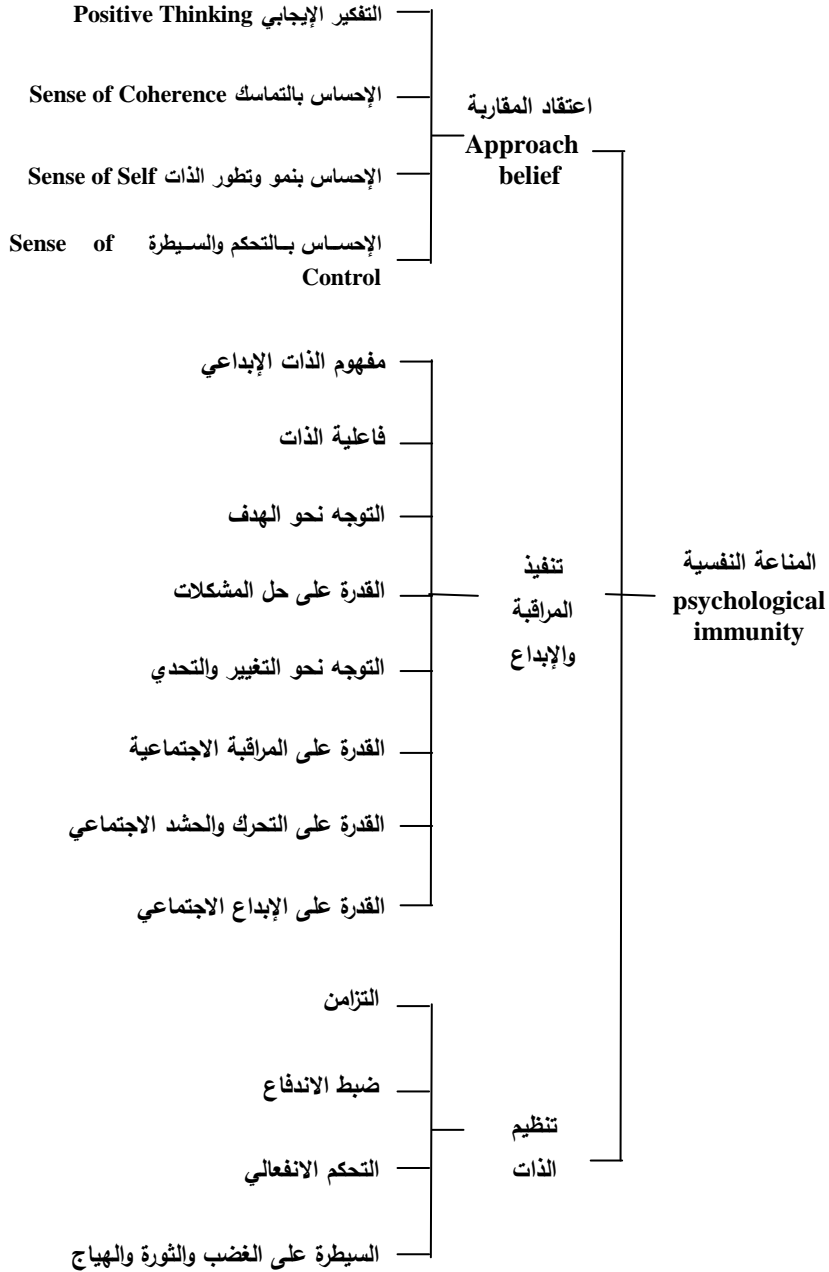 التفكير الإيجابي Positive Thinking
الإحساس بالتماسك Sense of Coherence
الإحساس بنمو وتطور الذات Sense of Self
الإحساس بالتحكم والسيطرة Sense of
Control
اعتقاد المقاربة
Approach
belief
مفهوم الذات الإبداعي
فاعلية الذات
التوجه نحو الهدف
القدرة على حل المشكلات
التوجه نحو التغيير والتحدي
القدرة على المراقبة الاجتماعية
القدرة على التحرك والحشد الاجتماعي
القدرة على الإبداع الاجتماعي
تنفيذ
المراقبة
والإبداع
المناعة النفسية
psychological
immunity
التزامن
ضبط الاندفاع
التحكم الانفعالي
السيطرة على الغضب والثورة والهياج
تنظيم
الذات